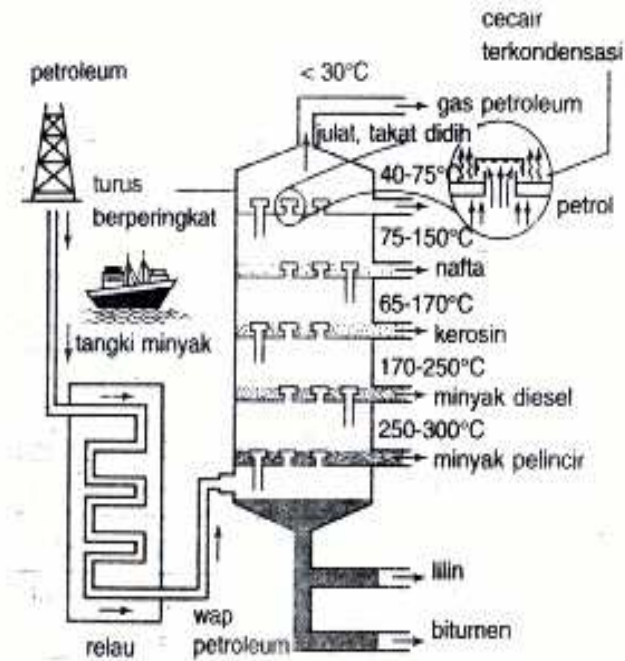 cecair
terkondensasi
petroleum
< 30°C
gas petroleum
julat, takat didih
40-75°C
turus
berperingkat
petrol
75-150°C
nafta
65-170°C
tangki minyak
kerosin
170-250°C
minyak diesel
250-300°C
minyak pelincir
lilin
wap
petroleum
bitumen
relau